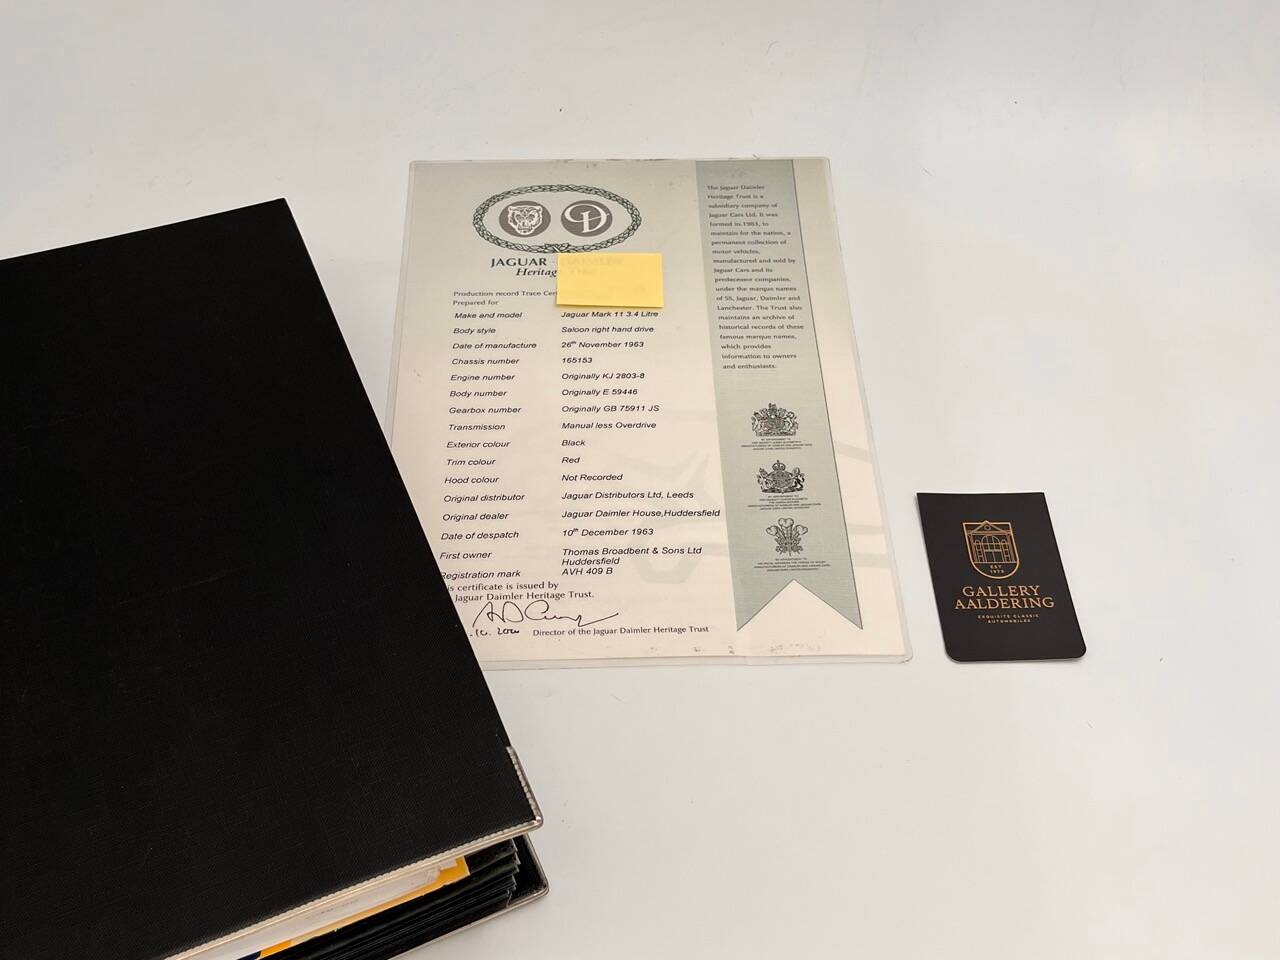 JAGUAR - DAIMLER
Heritage
Production record Trace Cer
Prepared for
Make and model Jaguar Mark 11 3.4 Litre
Body style Saloon right hand drive
Date of manufacture 26th November 1963
Chassis number 165153
Engine number Originally KJ 2803-8
Body number Originally E 59446
Gearbox number Originally GB 75911 JS
Transmission Manual less Overdrive
Exterior colour Black
Trim colour Red
Hood colour Not Recorded
Original distributor Jaguar Distributors Ltd, Leeds
Original dealer Jaguar Daimler House,Huddersfield
Date of despatch 10th December 1963
First owner Thomas Broadbent & Sons Ltd
Huddersfield
Registration mark AVH 409 B
is certificate is issued by
Jaguar Daimler Heritage Trust.
Director of the Jaguar Daimler Heritage Trust
The Jaguar Daimler
Heritage Trust is a
subsidiary company of
Jaguar Cars Ltd. It was
formed in 1983, to
maintain for the nation, a
permanent collection of
motor vehicles,
manufactured and sold by
Jaguar Cars and its
predecessor companies,
under the marque names
of SS, Jaguar, Daimler and
Lanchester. The Trust also
maintains an archive of
historical records of these
famous marque names,
which provides
information to owners
and enthusiasts.
EST
1975
GALLERY
AALDERING
EXQUISITE CLASSIC
AUTOMOBILES